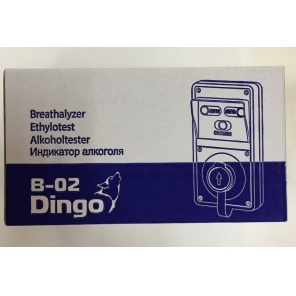 Breathalyzer
Ethylotest
Alkoholtester
Индикатор алкоголя
B-02
Dingo